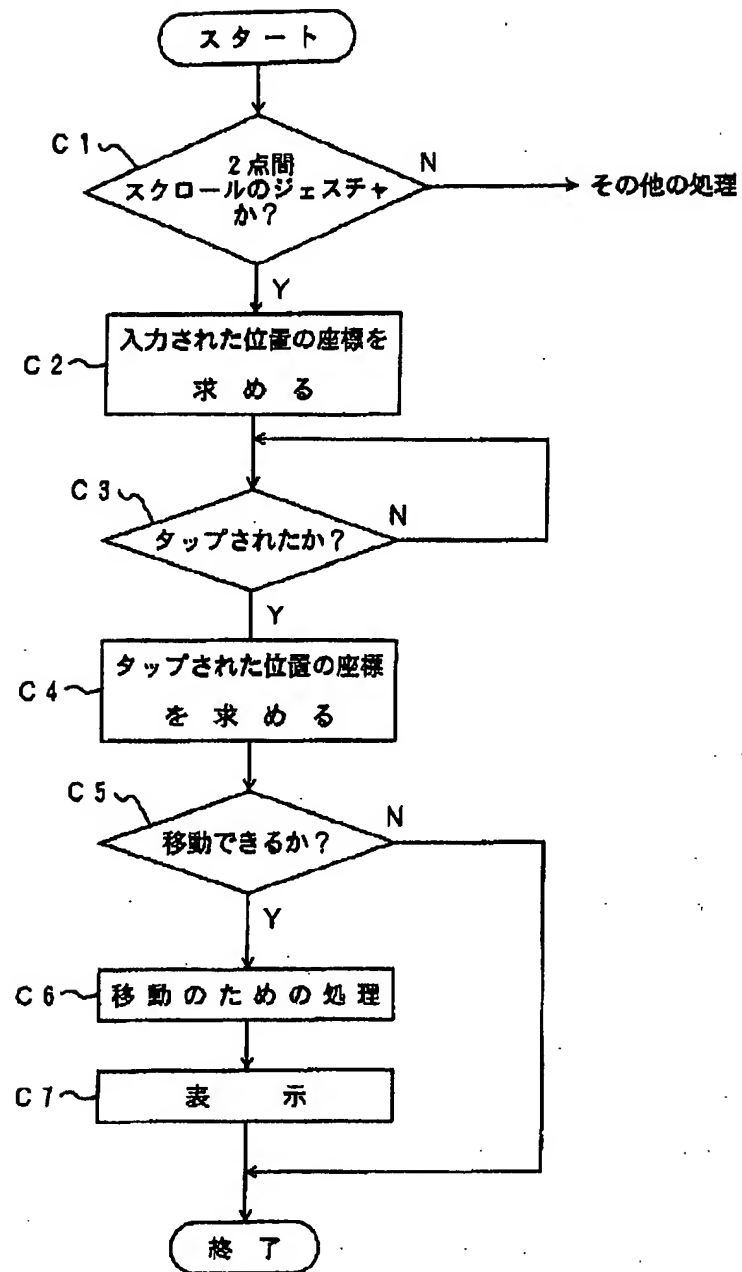 スタート
C1
2点間
スクロールのジェスチャ
か?
N
その他の処理
Y
C2
入力された位置の座標を
求める
C3
タップされたか?
N
Y
C4
タップされた位置の座標
を求める
C5
移動できるか?
N
Y
C6
移動のための処理
C7
表示
終了